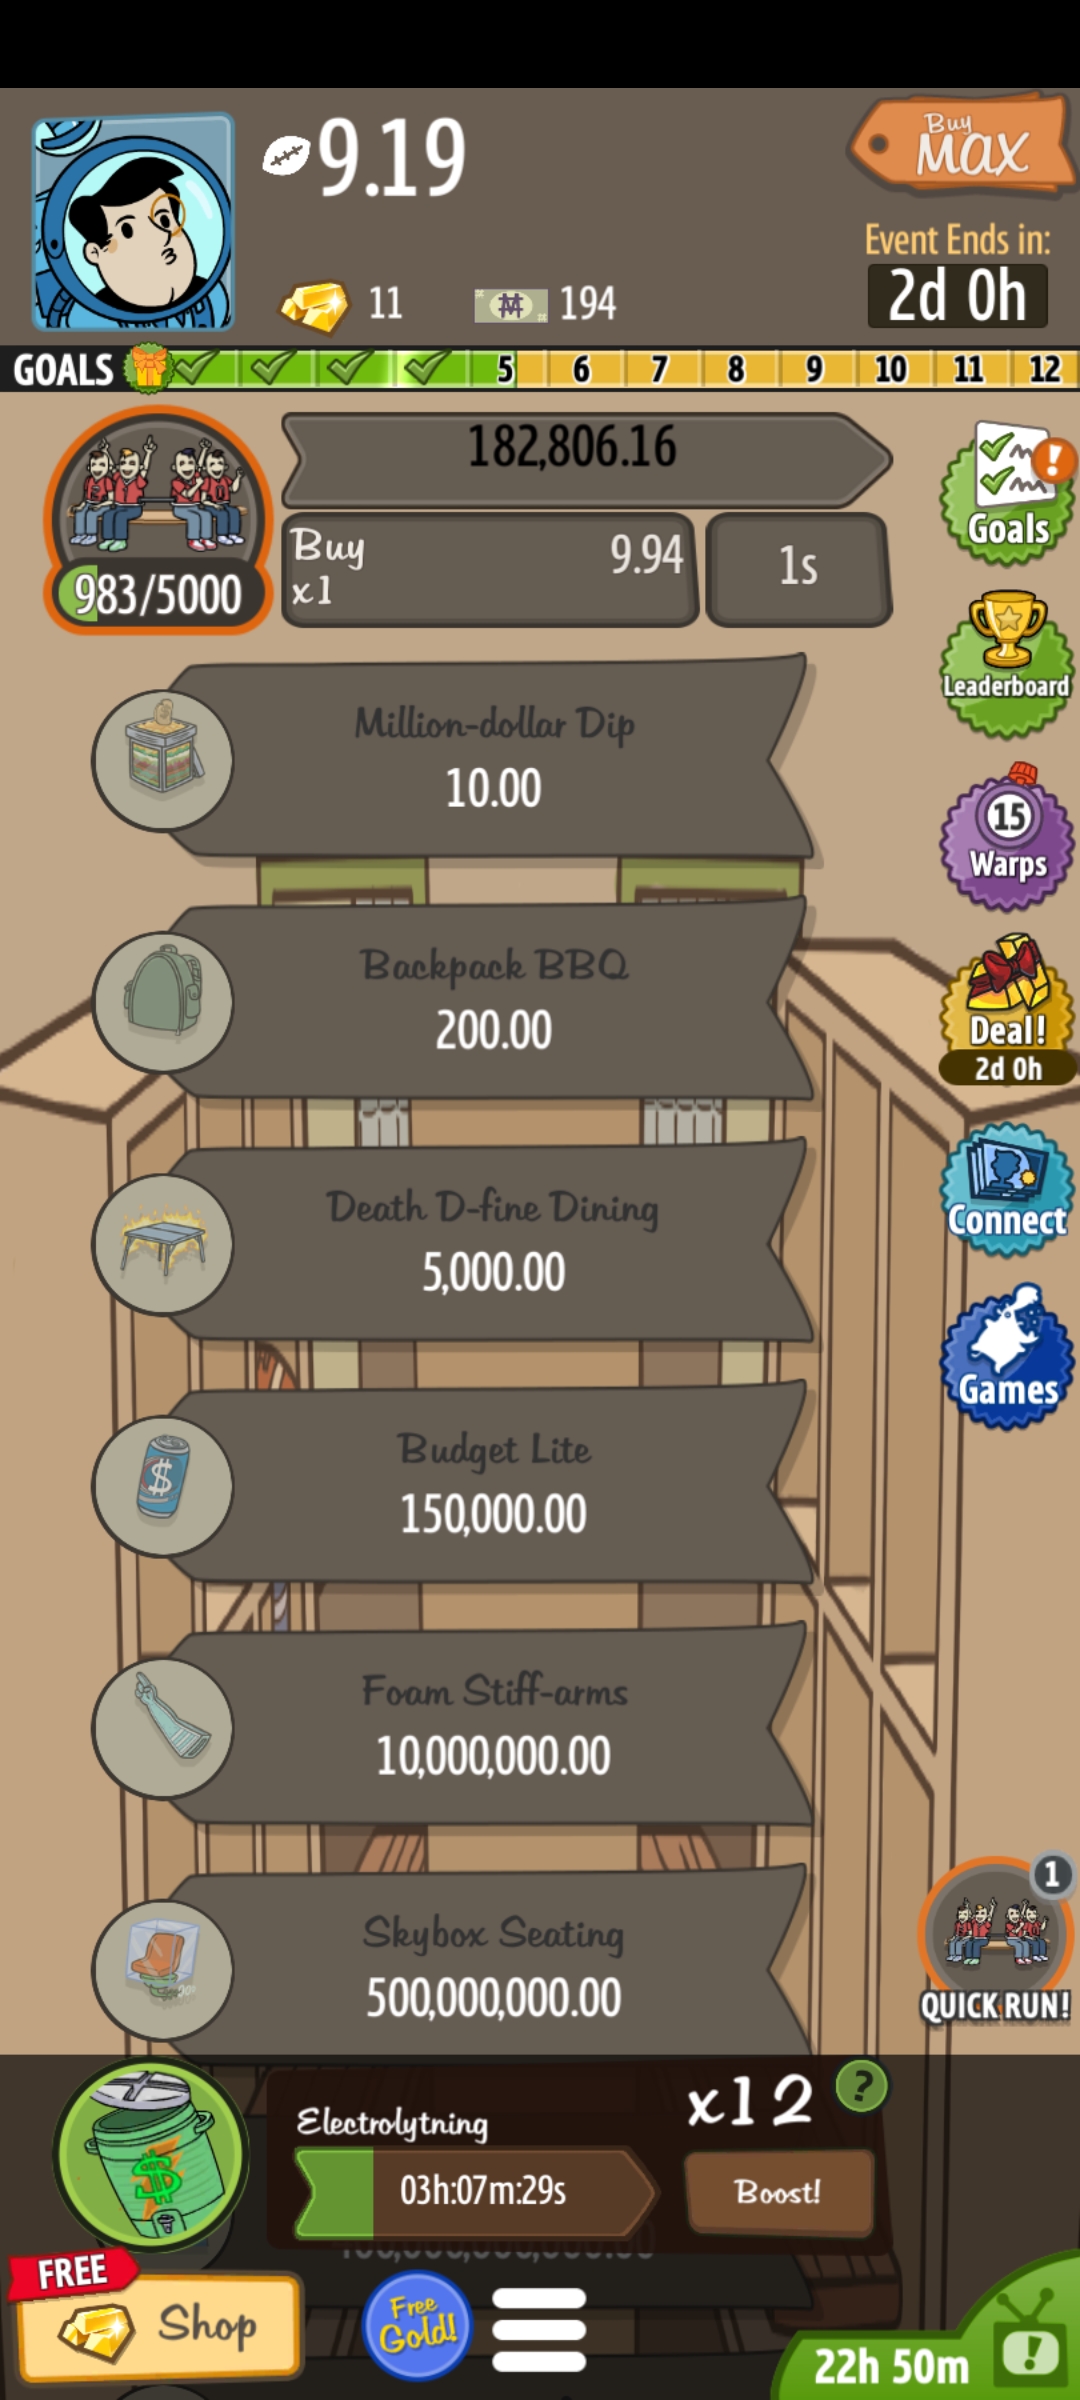 9.19
Buy
MAX
Event Ends in:
2d 0h
11
194
GOALS 5 6 7 8 9 10 11 12
182,806.16
983/5000
Buy
x1
9.94
1s
Goals
Million-dollar Dip
10.00
Leaderboard
15
Warps
Backpack BBQ
200.00
Deal!
2d 0h
Death D-fine Dining
5,000.00
Connect
Games
Budget Lite
150,000.00
Foam Stiff-arms
10,000,000.00
Skybox Seating
500,000,000.00
1
QUICK RUN!
Electrolytning
x12
?
03h:07m:29s
Boost!
FREE
Shop
Free
Gold!
22h 50m